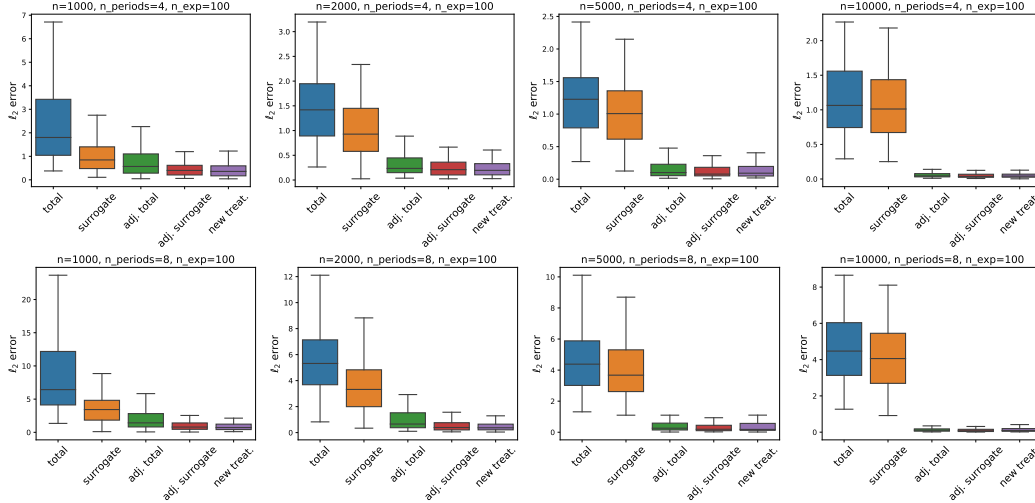 n=1000, n_periods=4, n_exp=100
ℓ2 error
7
6
5
4
3
2
1
0
total
surrogate
adj. total
adj. surrogate
new treat.
n=2000, n_periods=4, n_exp=100
ℓ2 error
3.0
2.5
2.0
1.5
1.0
0.5
0.0
total
surrogate
adj. total
adj. surrogate
new treat.
n=5000, n_periods=4, n_exp=100
ℓ2 error
2.5
2.0
1.5
1.0
0.5
0.0
total
surrogate
adj. total
adj. surrogate
new treat.
n=10000, n_periods=4, n_exp=100
ℓ2 error
2.0
1.5
1.0
0.5
0.0
total
surrogate
adj. total
adj. surrogate
new treat.
n=1000, n_periods=8, n_exp=100
ℓ2 error
20
15
10
5
0
total
surrogate
adj. total
adj. surrogate
new treat.
n=2000, n_periods=8, n_exp=100
ℓ2 error
12
10
8
6
4
2
0
total
surrogate
adj. total
adj. surrogate
new treat.
n=5000, n_periods=8, n_exp=100
ℓ2 error
10
8
6
4
2
0
total
surrogate
adj. total
adj. surrogate
new treat.
n=10000, n_periods=8, n_exp=100
ℓ2 error
8
6
4
2
0
total
surrogate
adj. total
adj. surrogate
new treat.